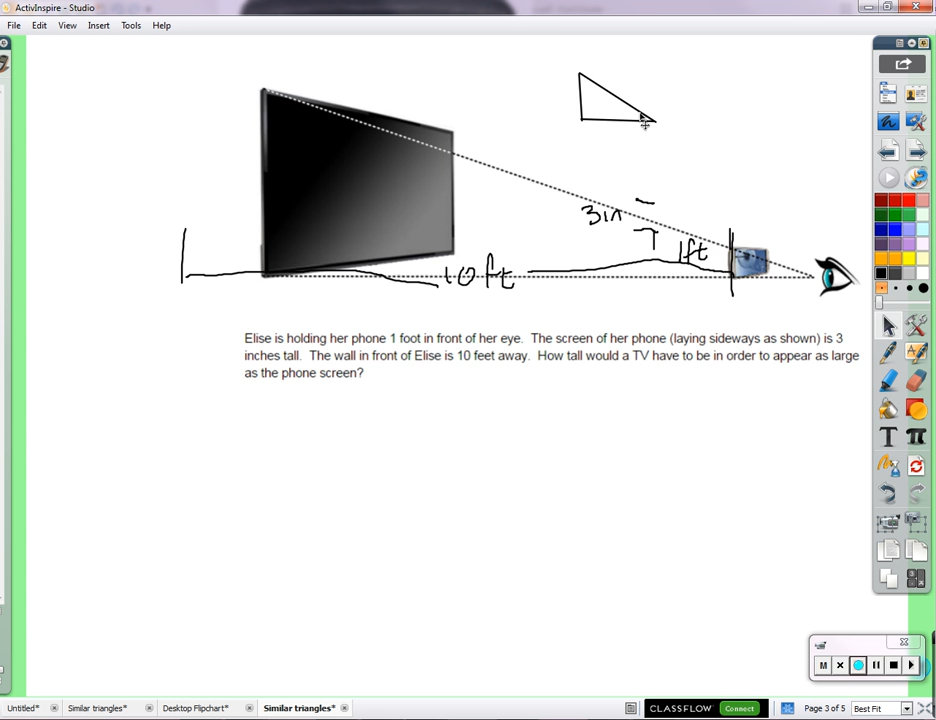 ActivInspire - Studio
File Edit View Insert Tools Help
3in
1ft
10 ft
Elise is holding her phone 1 foot in front of her eye. The screen of her phone (laying sideways as shown) is 3
inches tall. The wall in front of Elise is 10 feet away. How tall would a TV have to be in order to appear as large
as the phone screen?
T π
M
Untitled* Similar triangles* Desktop Flipchart* Similar triangles* CLASSFLOW Connect Page 3 of 5 Best Fit